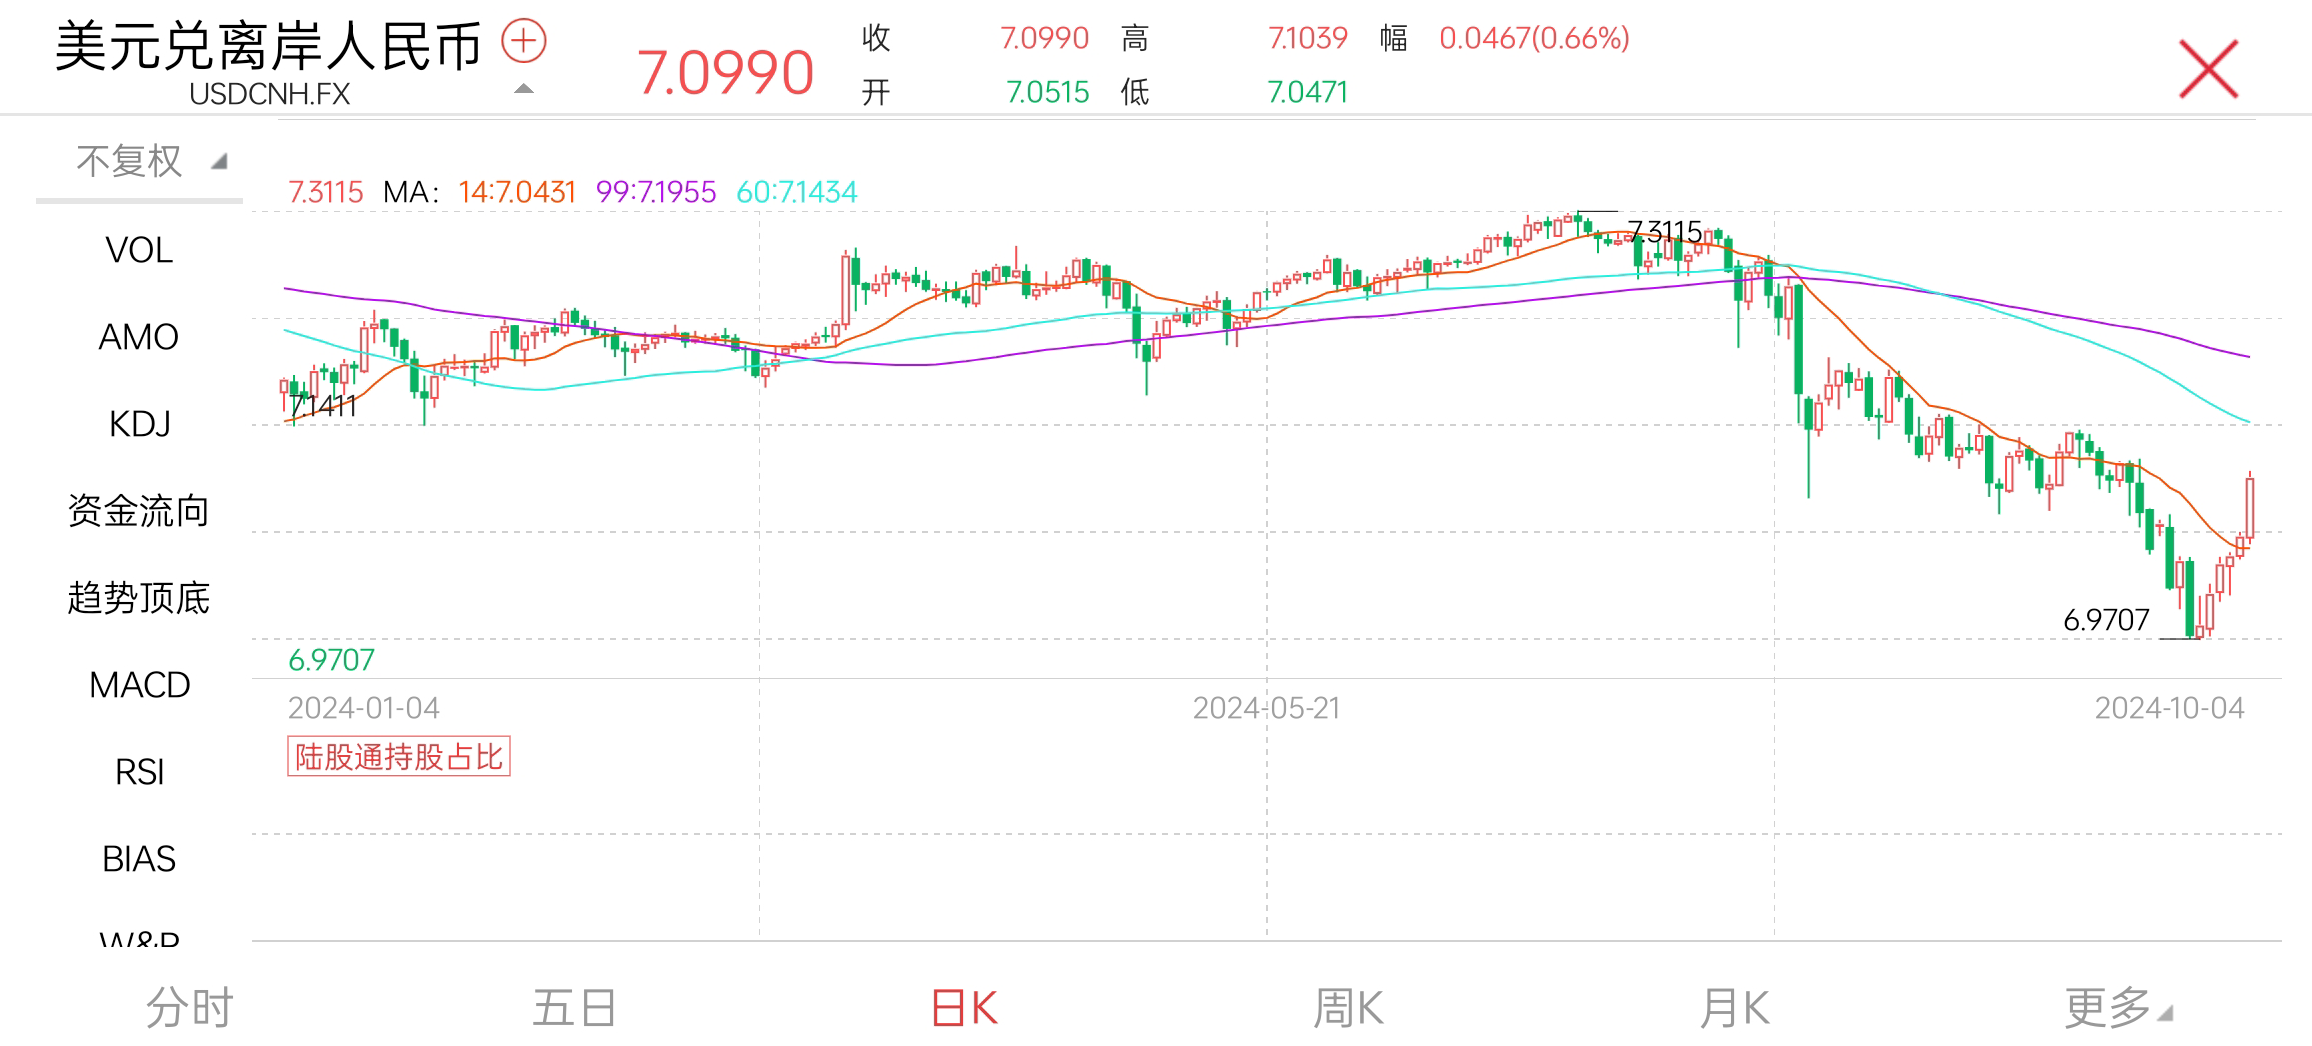 美元兑离岸人民币
USDCNH.FX
7.0990
收 7.0990 高 7.1039 幅 0.0467(0.66%)
开 7.0515 低 7.0471
不复权
7.3115 MA: 14:7.0431 99:7.1955 60:7.1434
VOL
7.3115
AMO
7.1411
KDJ
资金流向
趋势顶底
6.9707
6.9707
MACD
2024-01-04 2024-05-21 2024-10-04
陆股通持股占比
RSI
BIAS
W&R
分时 五日 日K 周K 月K 更多